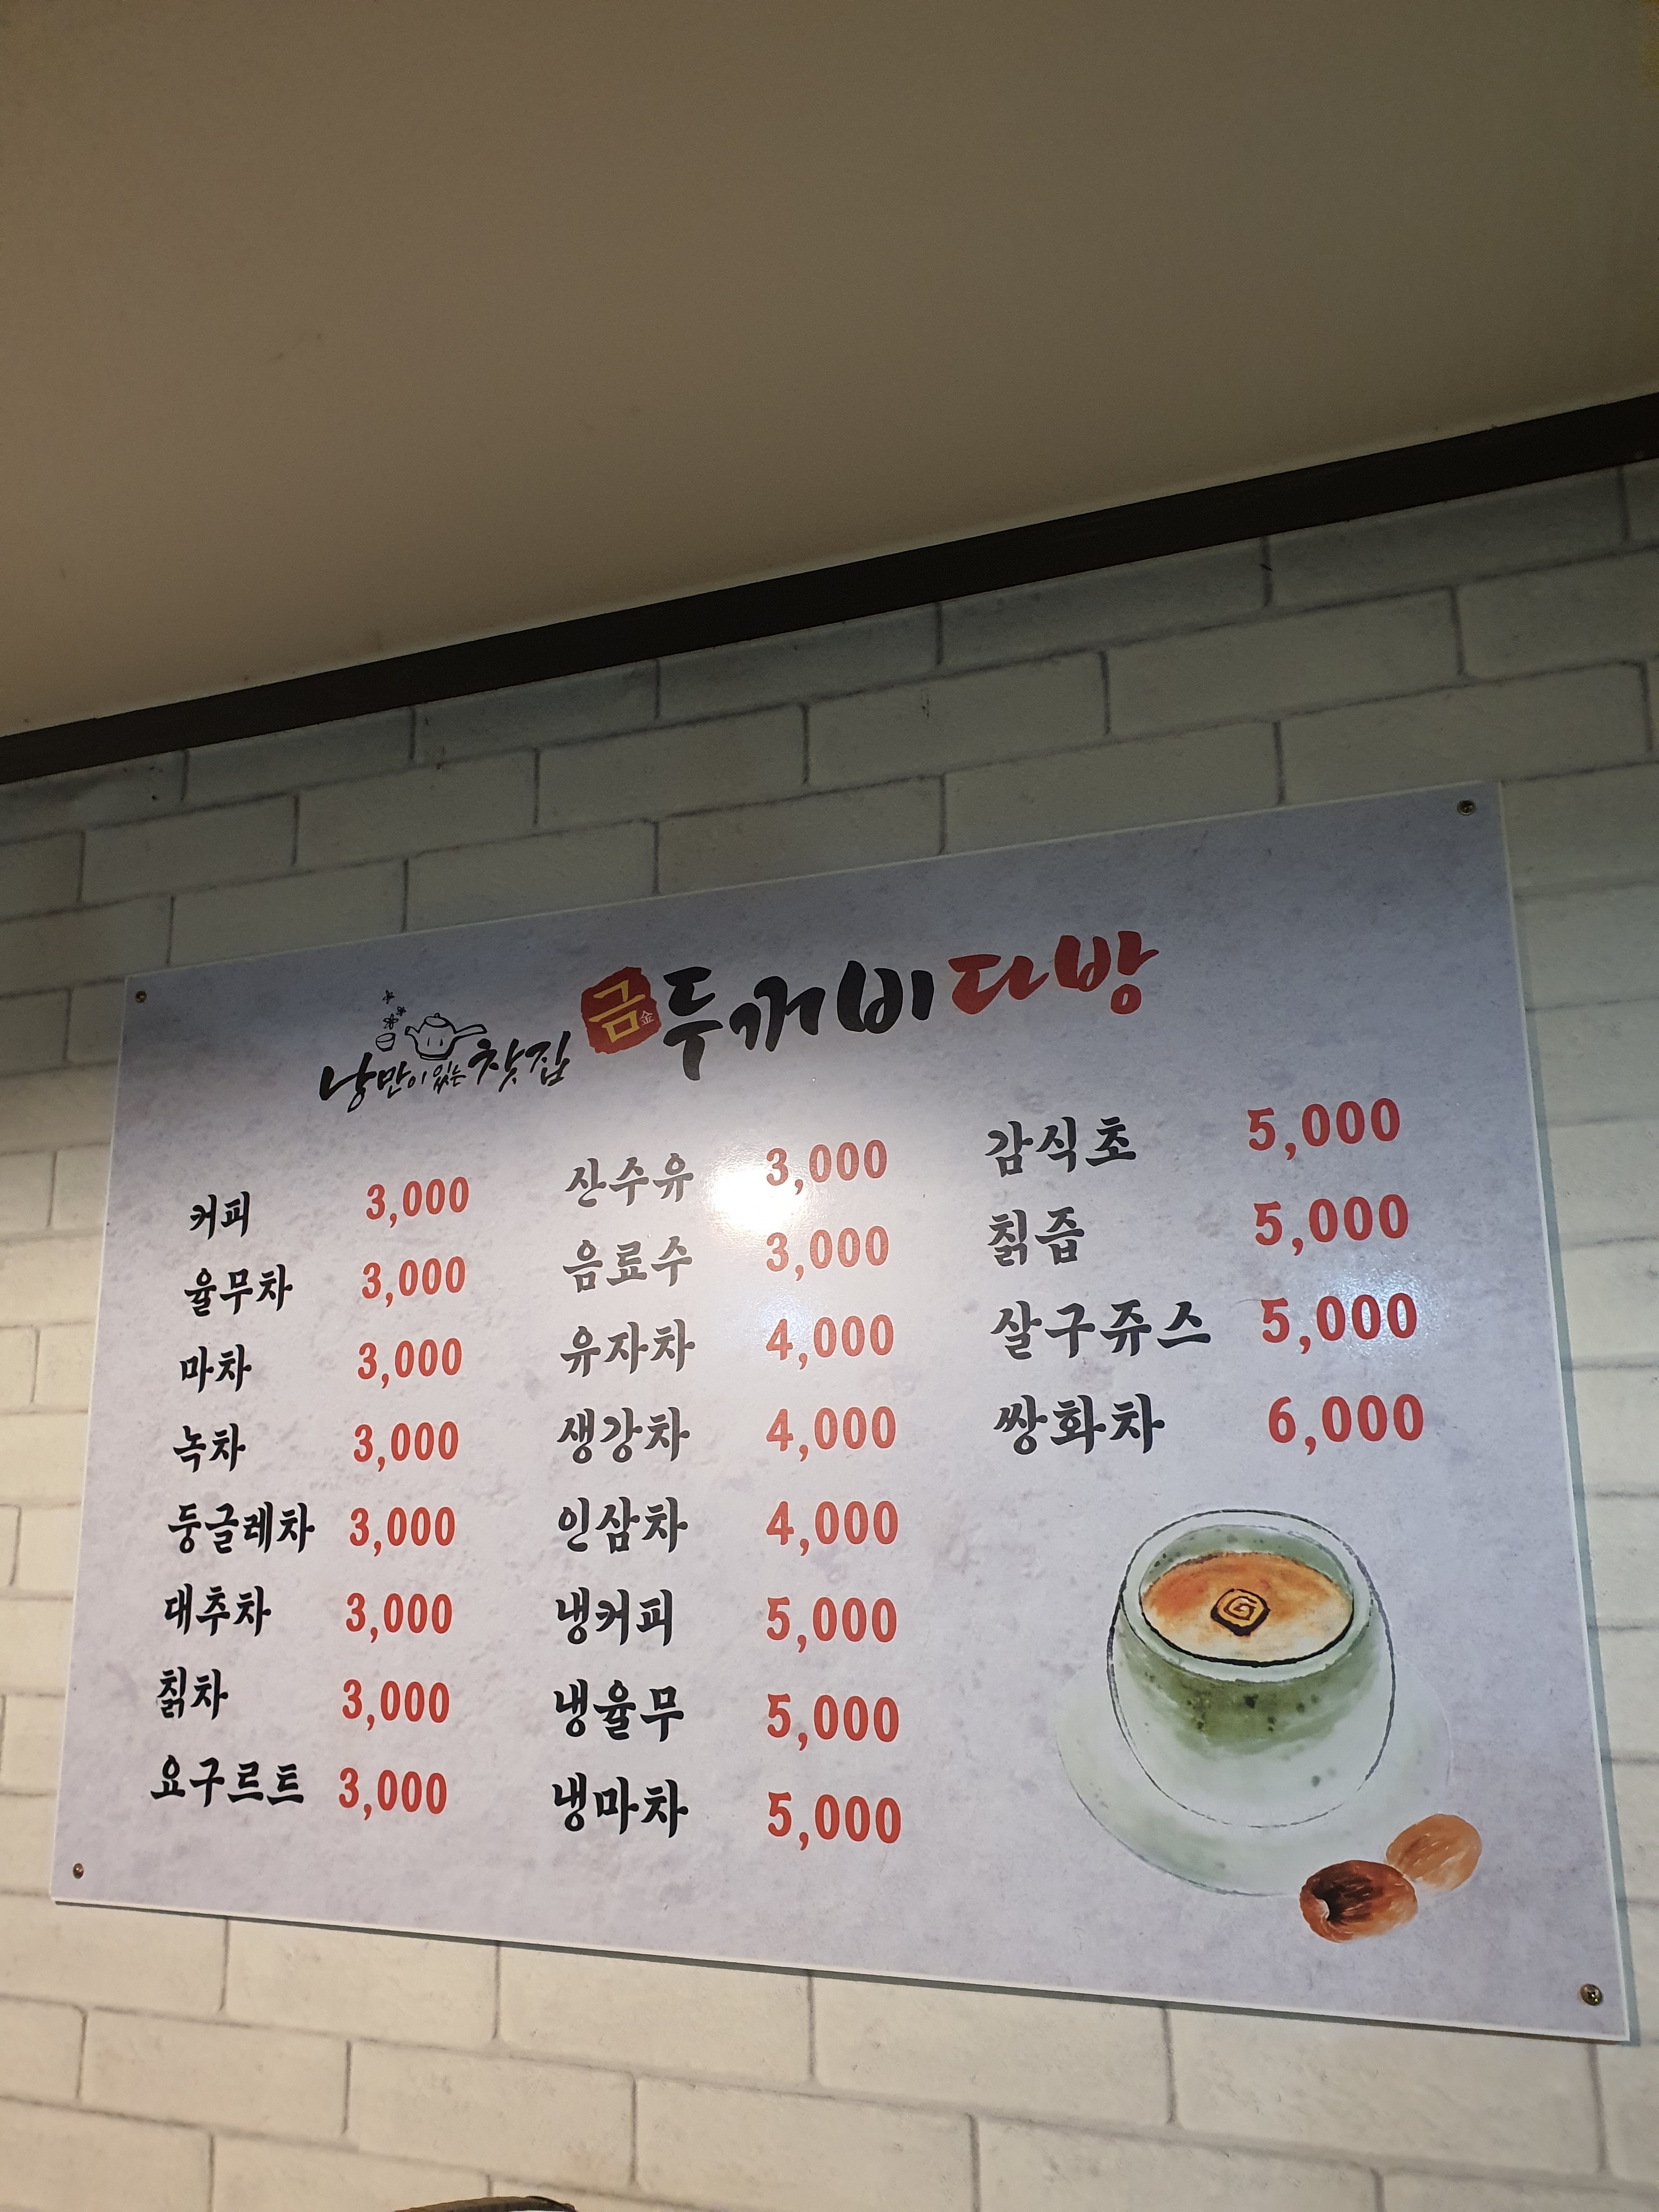 낭만이 있는 찻집 금金두꺼비다방
커피 3,000
율무차 3,000
마차 3,000
녹차 3,000
둥글레차 3,000
대추차 3,000
칡차 3,000
요구르트 3,000
산수유 3,000
음료수 3,000
유자차 4,000
생강차 4,000
인삼차 4,000
냉커피 5,000
냉율무 5,000
냉마차 5,000
감식초 5,000
칡즙 5,000
살구쥬스 5,000
쌍화차 6,000